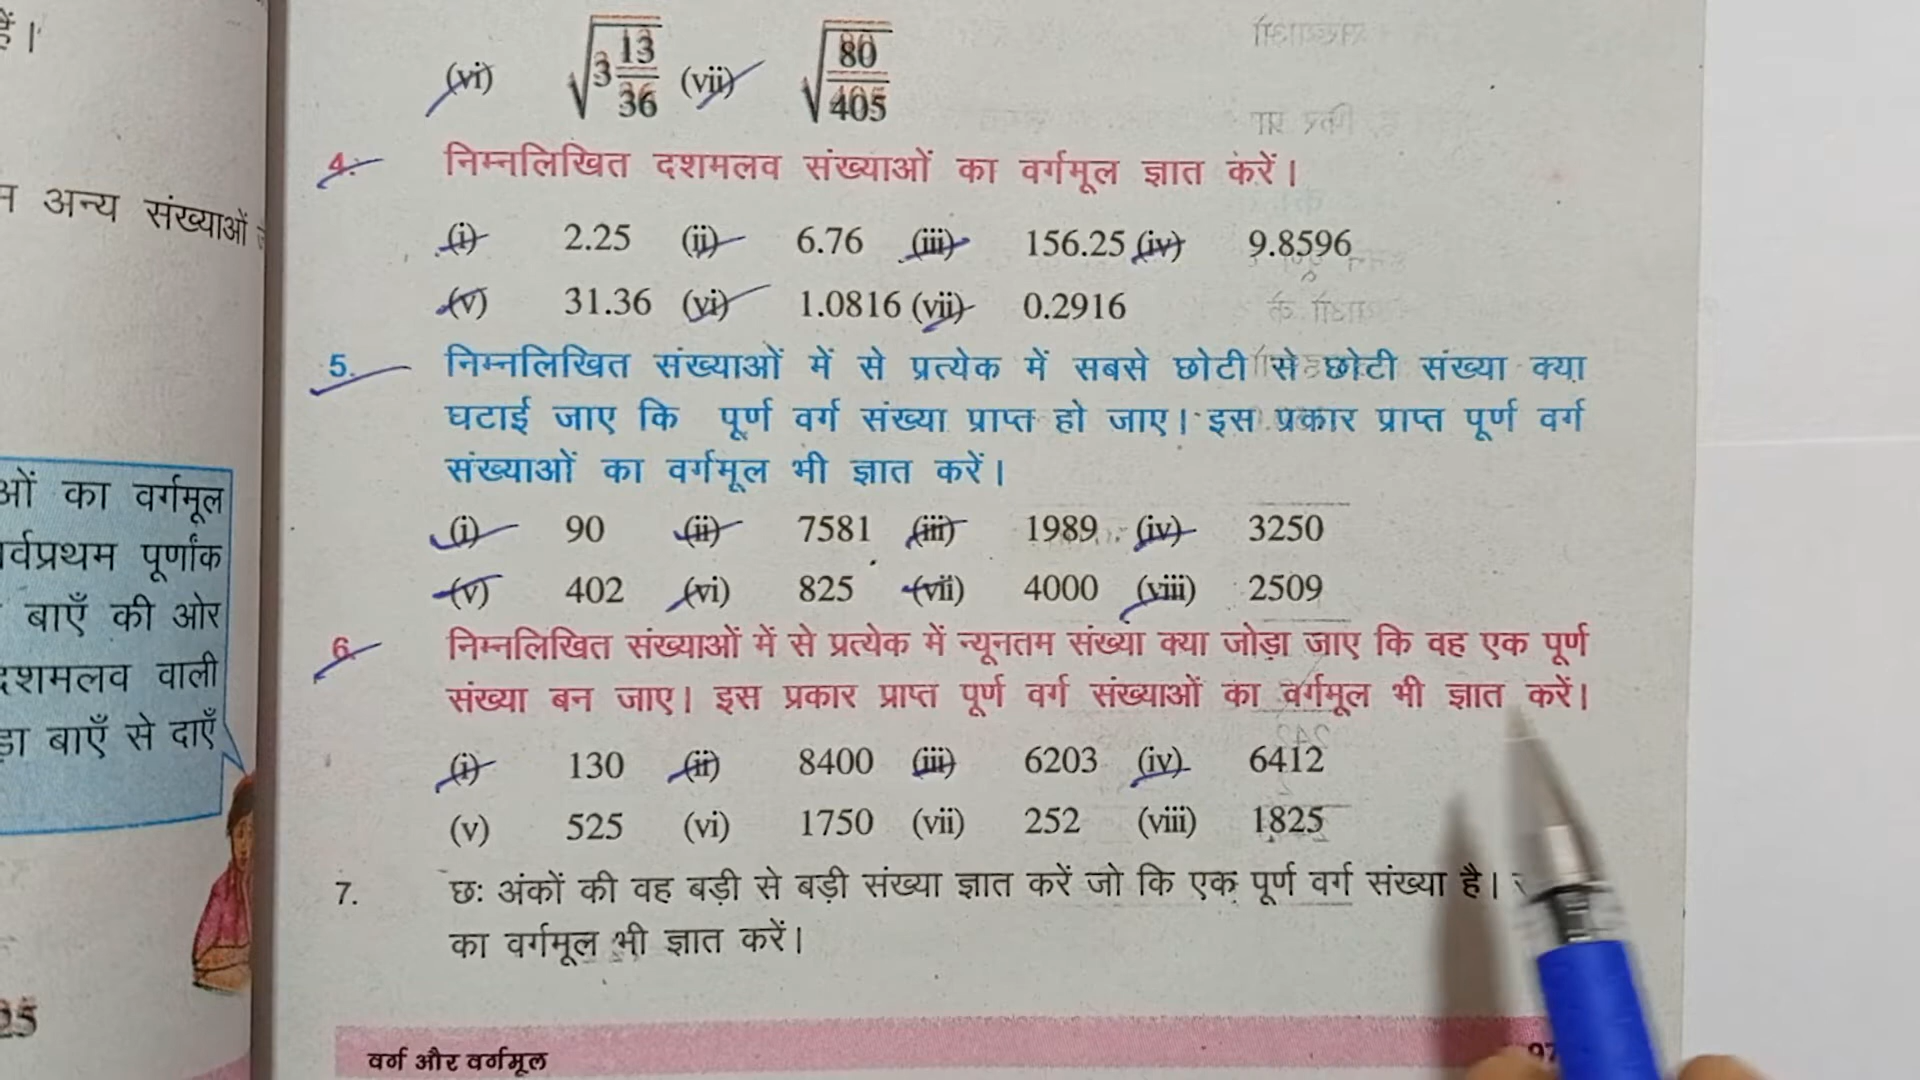 हैं।
अन्य संख्याओं
ओं का वर्गमूल
र्वप्रथम पूर्णांक
बाएँ की ओर
दशमलव वाली
ड़ा बाएँ से दाएँ
(vi) √3 13/36 (vii) √80/405
4. निम्नलिखित दशमलव संख्याओं का वर्गमूल ज्ञात करें।
(i) 2.25 (ii) 6.76 (iii) 156.25 (iv) 9.8596
(v) 31.36 (vi) 1.0816 (vii) 0.2916
5. निम्नलिखित संख्याओं में से प्रत्येक में सबसे छोटी से छोटी संख्या क्या
घटाई जाए कि पूर्ण वर्ग संख्या प्राप्त हो जाए। इस प्रकार प्राप्त पूर्ण वर्ग
संख्याओं का वर्गमूल भी ज्ञात करें।
(i) 90 (ii) 7581 (iii) 1989 (iv) 3250
(v) 402 (vi) 825 (vii) 4000 (viii) 2509
6. निम्नलिखित संख्याओं में से प्रत्येक में न्यूनतम संख्या क्या जोड़ा जाए कि वह एक पूर्ण
संख्या बन जाए। इस प्रकार प्राप्त पूर्ण वर्ग संख्याओं का वर्गमूल भी ज्ञात करें।
(i) 130 (ii) 8400 (iii) 6203 (iv) 6412
(v) 525 (vi) 1750 (vii) 252 (viii) 1825
7. छः अंकों की वह बड़ी से बड़ी संख्या ज्ञात करें जो कि एक पूर्ण वर्ग संख्या है।
का वर्गमूल भी ज्ञात करें।
वर्ग और वर्गमूल 97